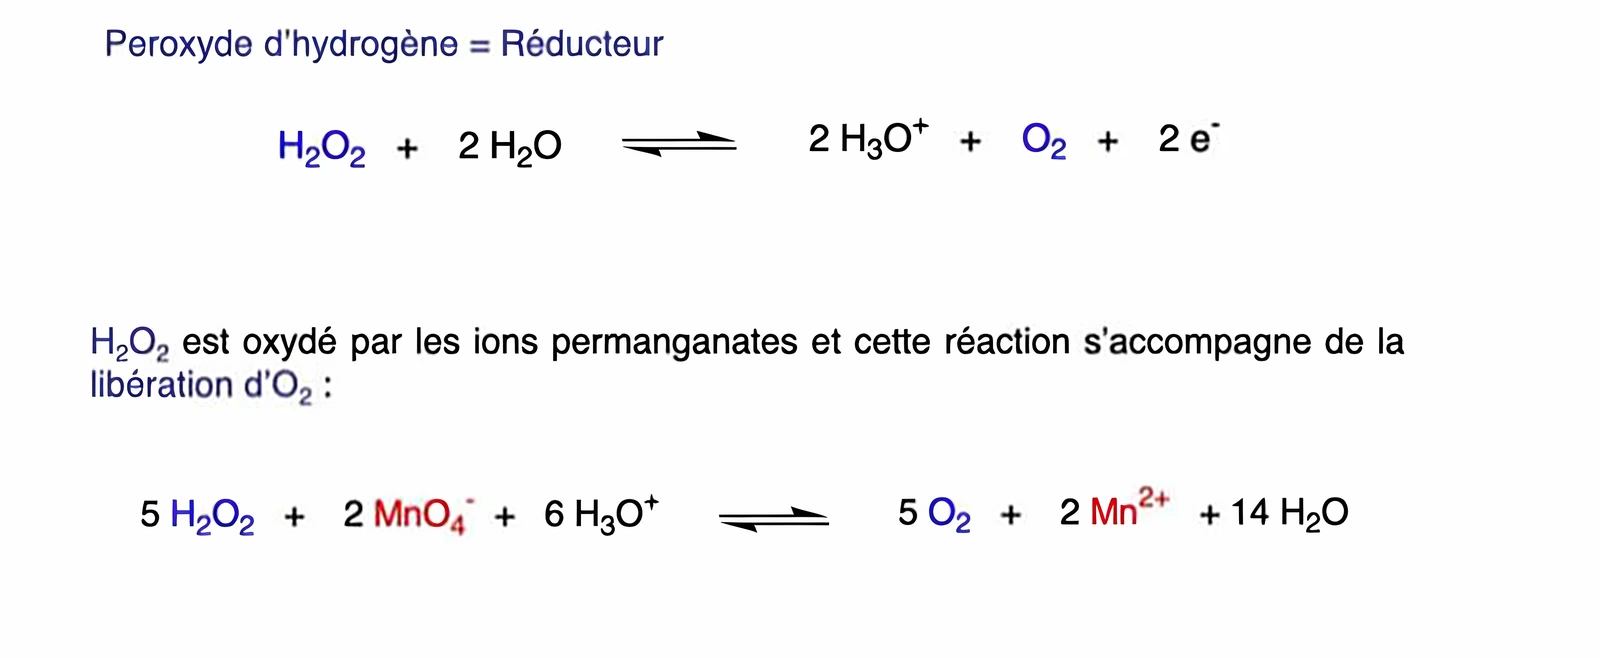 Peroxyde d'hydrogène = Réducteur
H₂O₂ + 2 H₂O ⇌ 2 H₃O⁺ + O₂ + 2 e⁻
H₂O₂ est oxydé par les ions permanganates et cette réaction s'accompagne de la
libération d'O₂ :
5 H₂O₂ + 2 MnO₄⁻ + 6 H₃O⁺ ⇌ 5 O₂ + 2 Mn²⁺ + 14 H₂O